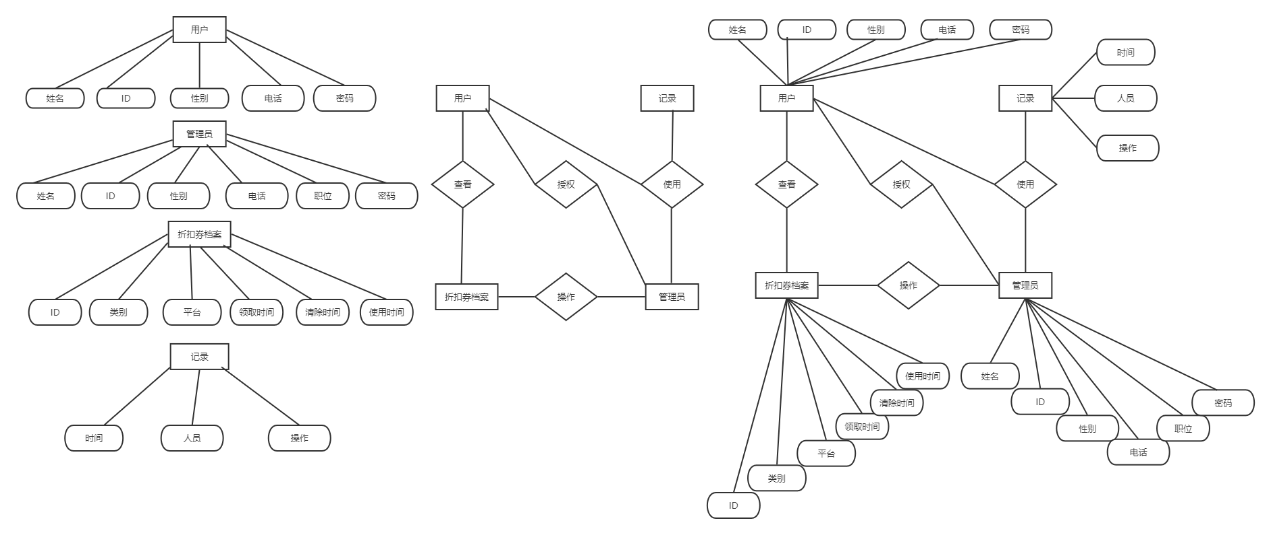 用户
姓名
ID
性别
电话
密码
管理员
姓名
ID
性别
电话
职位
密码
折扣券档案
ID
类别
平台
领取时间
清除时间
使用时间
记录
时间
人员
操作
用户
记录
查看
授权
使用
折扣券档案
操作
管理员
姓名
ID
性别
电话
密码
用户
记录
时间
人员
操作
查看
授权
使用
折扣券档案
操作
管理员
使用时间
清除时间
领取时间
平台
类别
ID
姓名
ID
性别
电话
职位
密码